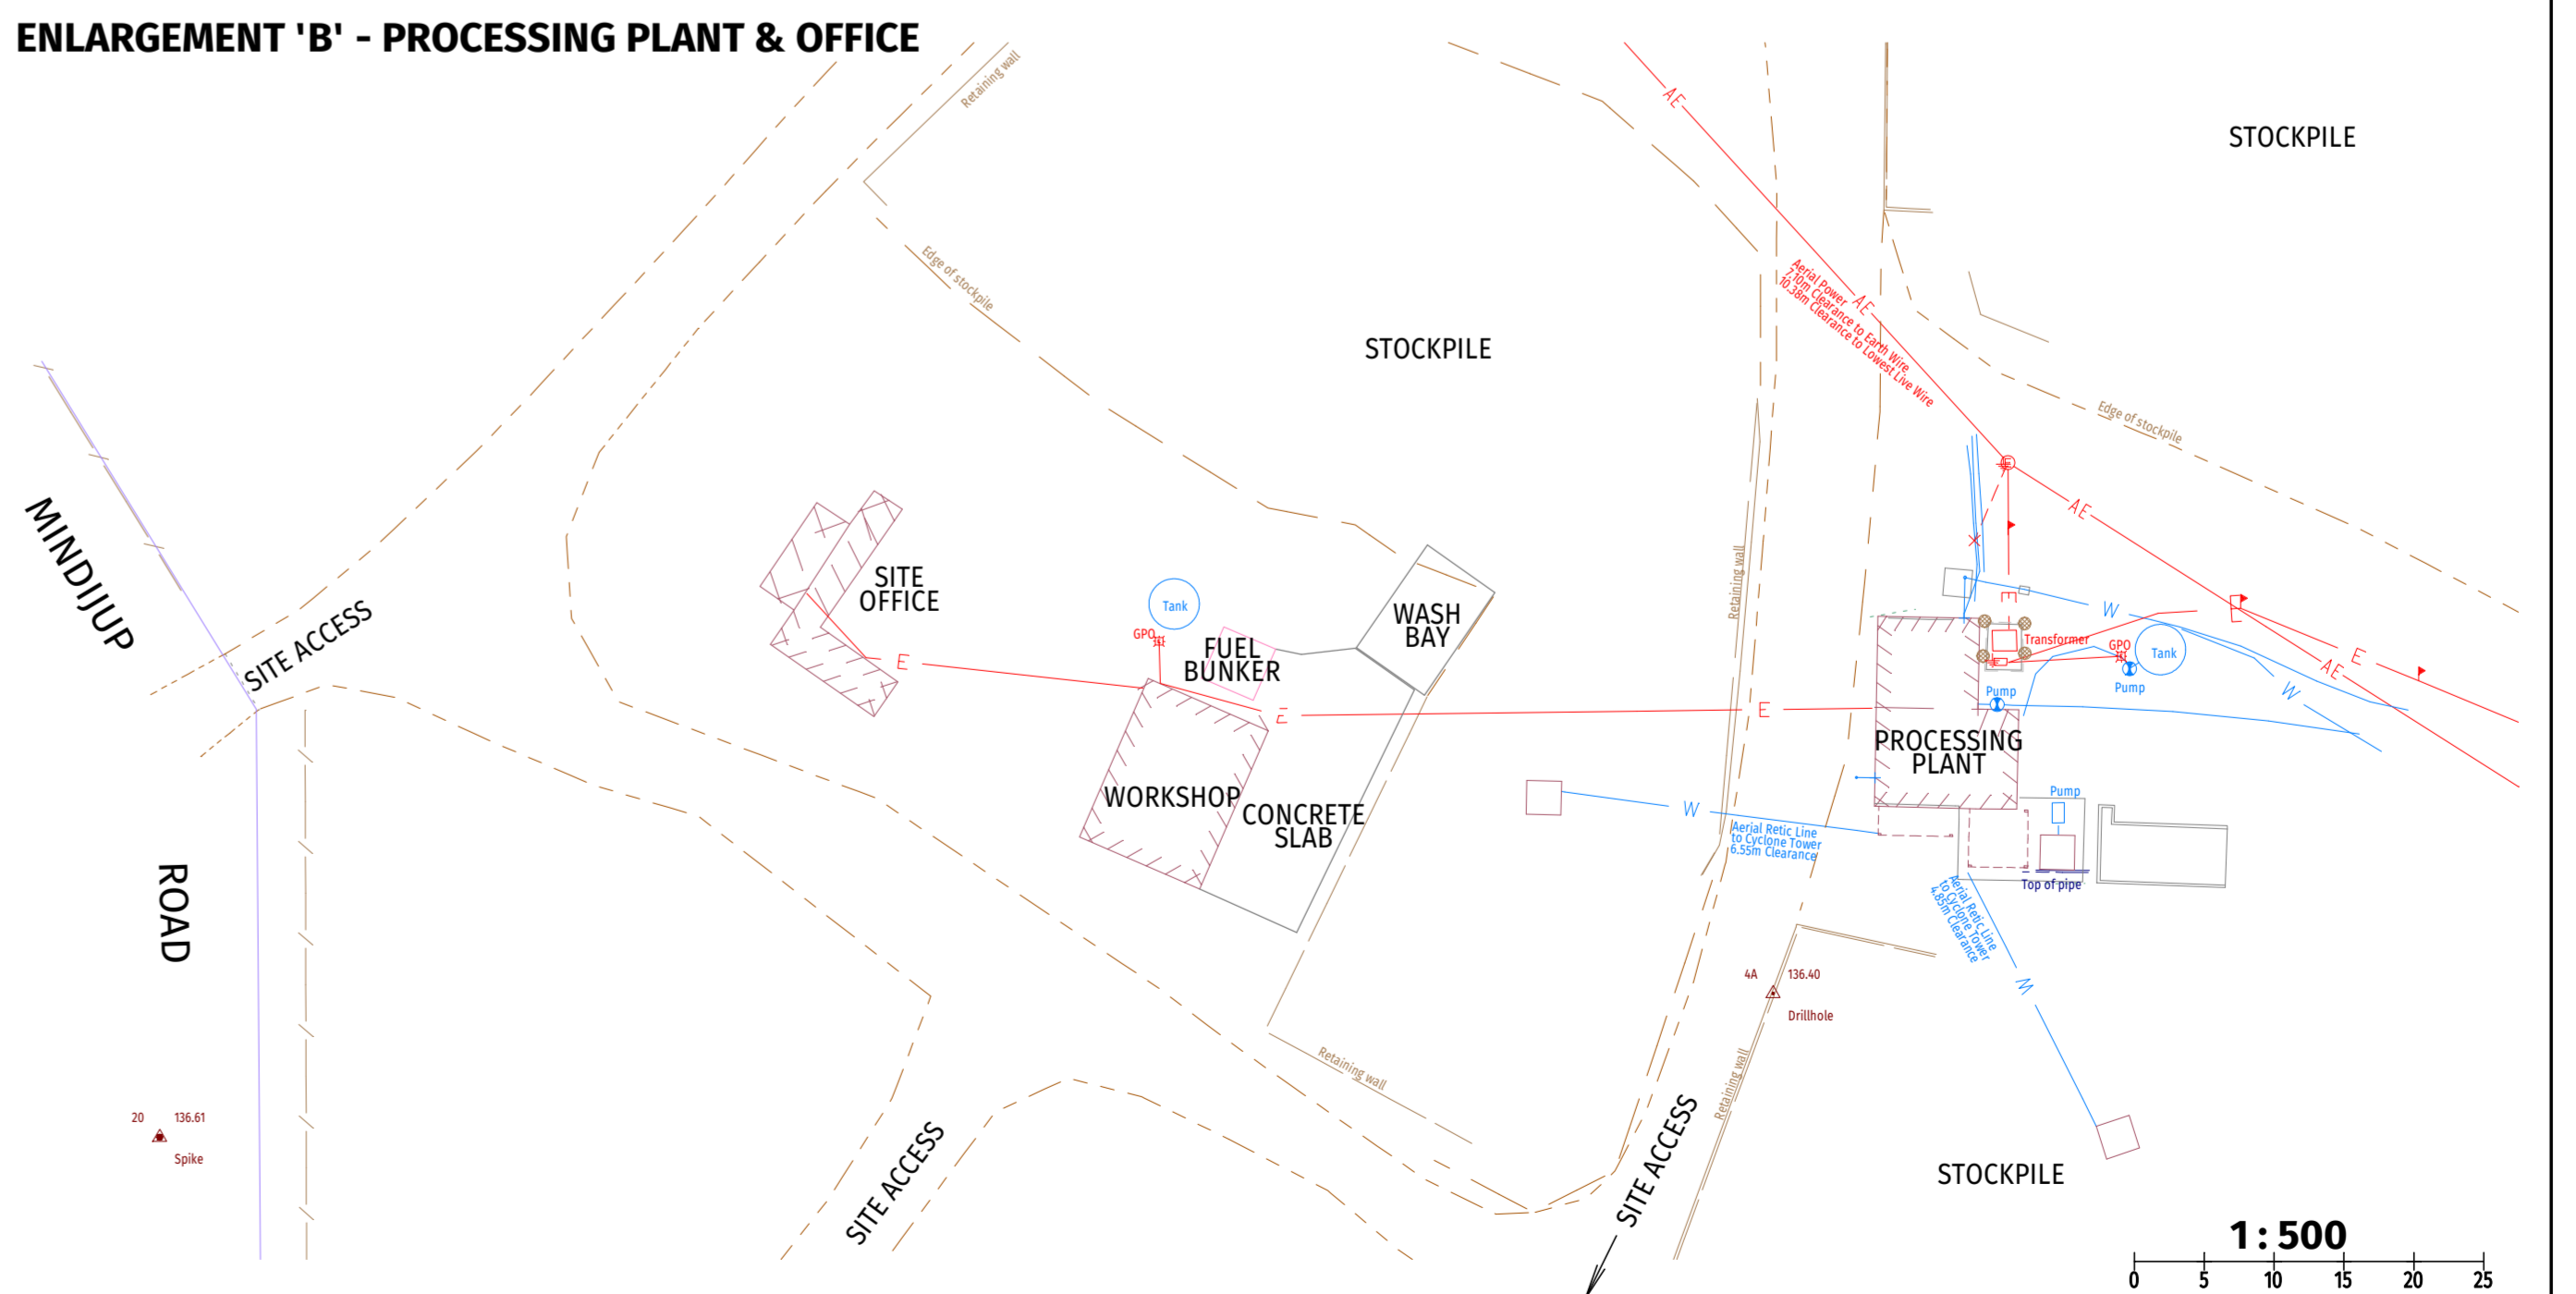 ENLARGEMENT 'B' - PROCESSING PLANT & OFFICE
Retaining wall
AE
STOCKPILE
Edge of stockpile
Aerial Power
7.10m Clearance to Earth Wire
10.38m Clearance to Lowest Live Wire
AE
STOCKPILE
Edge of stockpile
E
AE
MINDIJUP
ROAD
SITE ACCESS
SITE
OFFICE
E
Tank
GPO
FUEL
BUNKER
WASH
BAY
Retaining wall
E
W
E
Transformer
GPO
Tank
Pump
Pump
E
AE
W
E
E
WORKSHOP
CONCRETE
SLAB
PROCESSING
PLANT
W
Aerial Retic Line
to Cyclone Tower
6.55m Clearance
Pump
Top of pipe
Aerial Retic Line
to Cyclone Tower
4.85m Clearance
W
4A
136.40
Drillhole
Retaining wall
Retaining wall
20
136.61
Spike
SITE ACCESS
SITE ACCESS
STOCKPILE
1 : 500
0 5 10 15 20 25